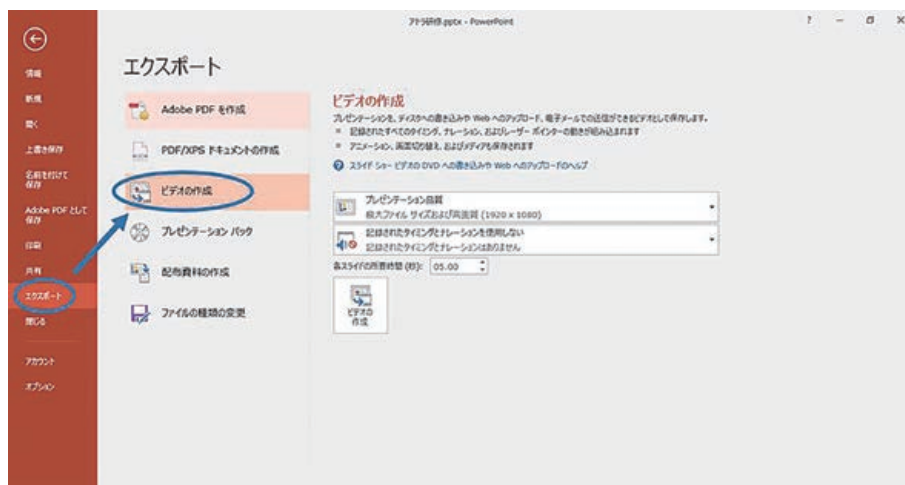 アトラ研修.pptx - PowerPoint
?
情報
新規
開く
上書き保存
名前を付けて
保存
Adobe PDF として
保存
印刷
共有
エクスポート
閉じる
アカウント
オプション
エクスポート
Adobe PDF を作成
PDF/XPS ドキュメントの作成
ビデオの作成
プレゼンテーション パック
配布資料の作成
ファイルの種類の変更
ビデオの作成
プレゼンテーションを、ディスクへの書き込みや Web へのアップロード、電子メールでの送信ができるビデオとして保存します。
記録されたすべてのタイミング、ナレーション、およびレーザー ポインターの動きが組み込まれます
アニメーション、画面切り替え、およびメディアも保存されます
スライド ショー ビデオの DVD への書き込みや Web へのアップロードのヘルプ
プレゼンテーション品質
最大ファイル サイズおよび高画質 (1920 x 1080)
記録されたタイミングとナレーションを使用しない
記録されたタイミングとナレーションはありません
各スライドの所要時間 (秒): 05.00
ビデオの
作成